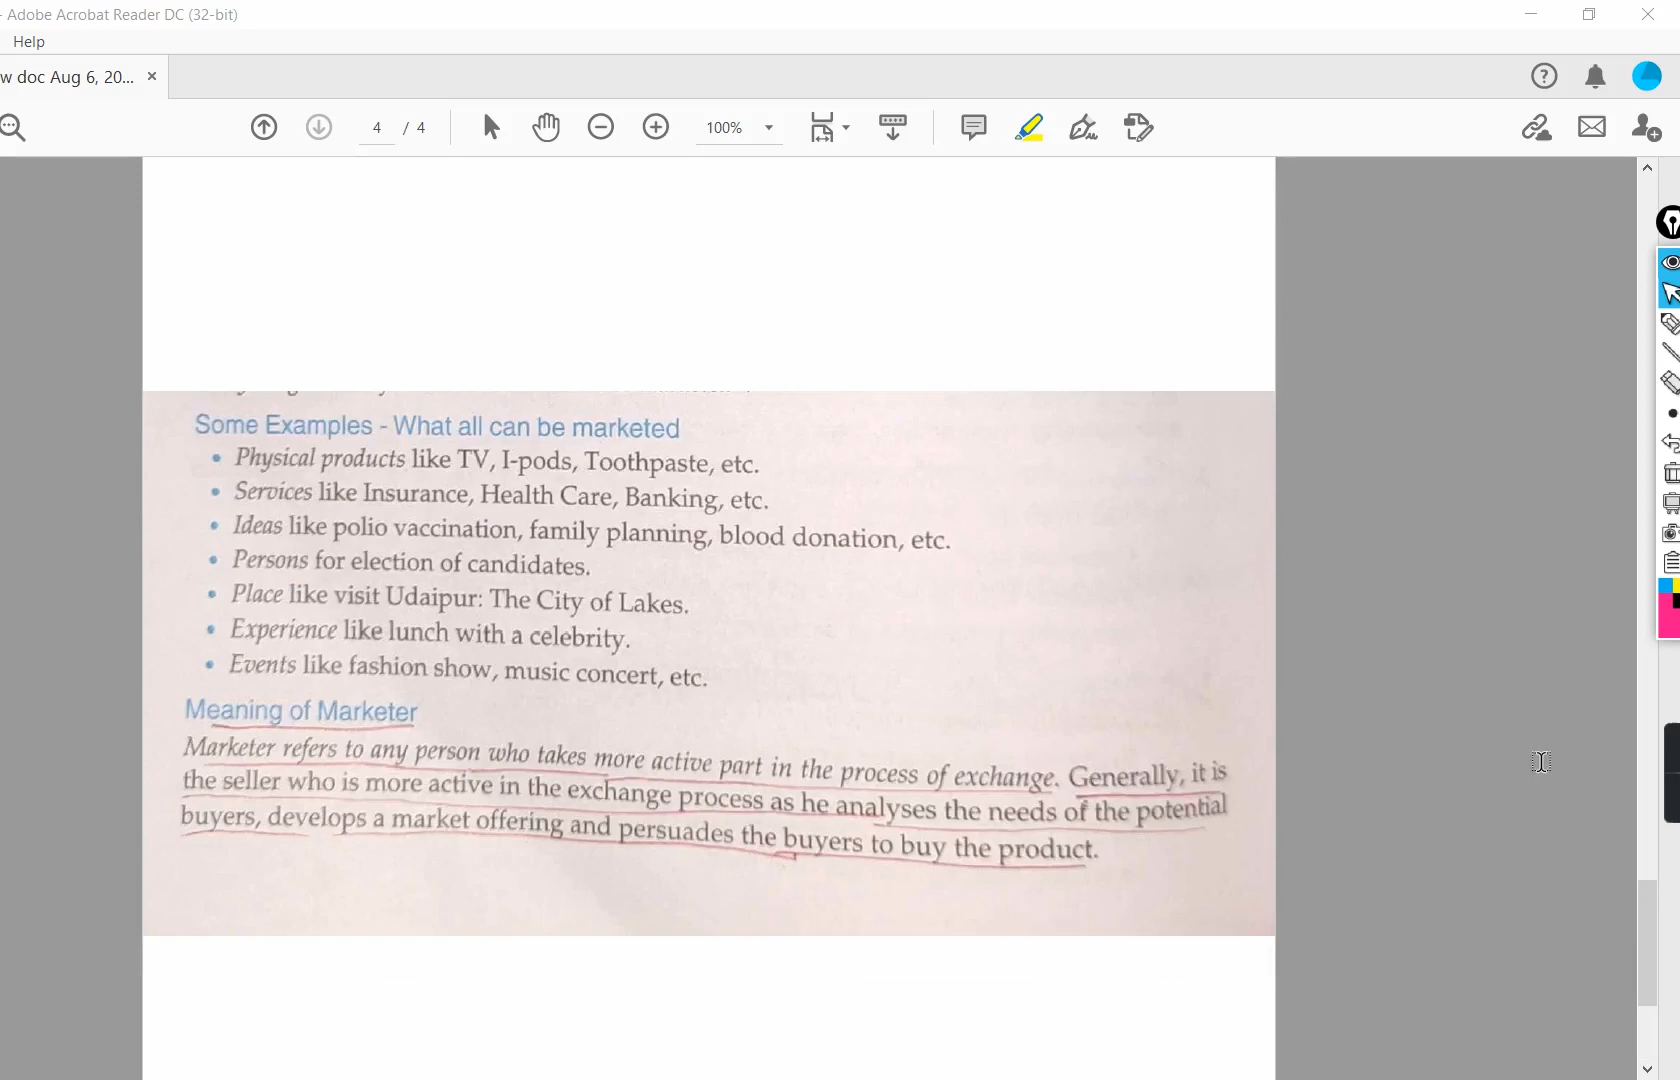 - Adobe Acrobat Reader DC (32-bit)
Help
w doc Aug 6, 20...
4 / 4
100%
Some Examples - What all can be marketed
• Physical products like TV, I-pods, Toothpaste, etc.
• Services like Insurance, Health Care, Banking, etc.
• Ideas like polio vaccination, family planning, blood donation, etc.
• Persons for election of candidates.
• Place like visit Udaipur: The City of Lakes.
• Experience like lunch with a celebrity.
• Events like fashion show, music concert, etc.
Meaning of Marketer
Marketer refers to any person who takes more active part in the process of exchange. Generally, it is
the seller who is more active in the exchange process as he analyses the needs of the potential
buyers, develops a market offering and persuades the buyers to buy the product.